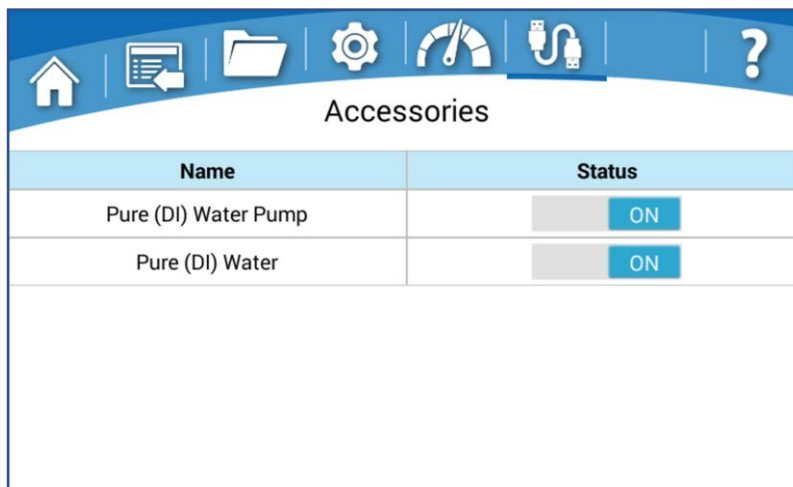 ?
Accessories
Name Status
Pure (DI) Water Pump ON
Pure (DI) Water ON